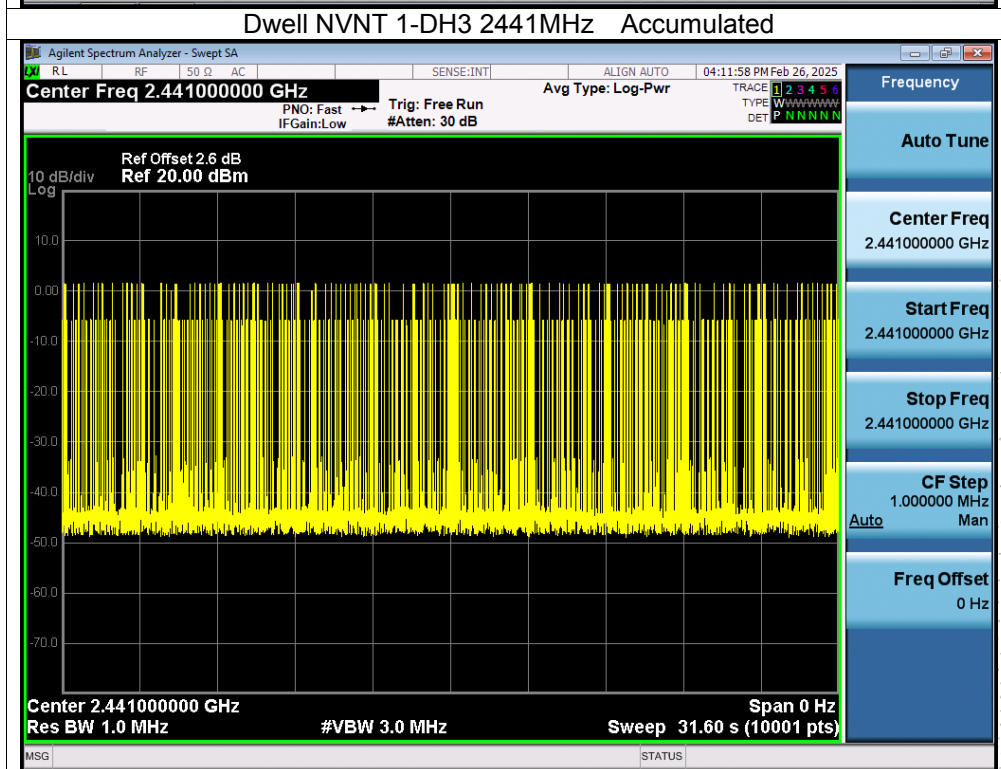 Dwell NVNT 1-DH3 2441MHz Accumulated
Agilent Spectrum Analyzer - Swept SA
LXI RL RF 50 Ω AC SENSE:INT ALIGN AUTO 04:11:58 PM Feb 26, 2025
Center Freq 2.441000000 GHz
PNO: Fast
IFGain:Low
Trig: Free Run
#Atten: 30 dB
Avg Type: Log-Pwr
TRACE 1 2 3 4 5 6
TYPE WWWWWWW
DET P N N N N N
Ref Offset 2.6 dB
10 dB/div Ref 20.00 dBm
Log
10.0
0.00
-10.0
-20.0
-30.0
-40.0
-50.0
-60.0
-70.0
Center 2.441000000 GHz Span 0 Hz
Res BW 1.0 MHz #VBW 3.0 MHz Sweep 31.60 s (10001 pts)
MSG STATUS
Frequency
Auto Tune
Center Freq
2.441000000 GHz
Start Freq
2.441000000 GHz
Stop Freq
2.441000000 GHz
CF Step
1.000000 MHz
Auto Man
Freq Offset
0 Hz